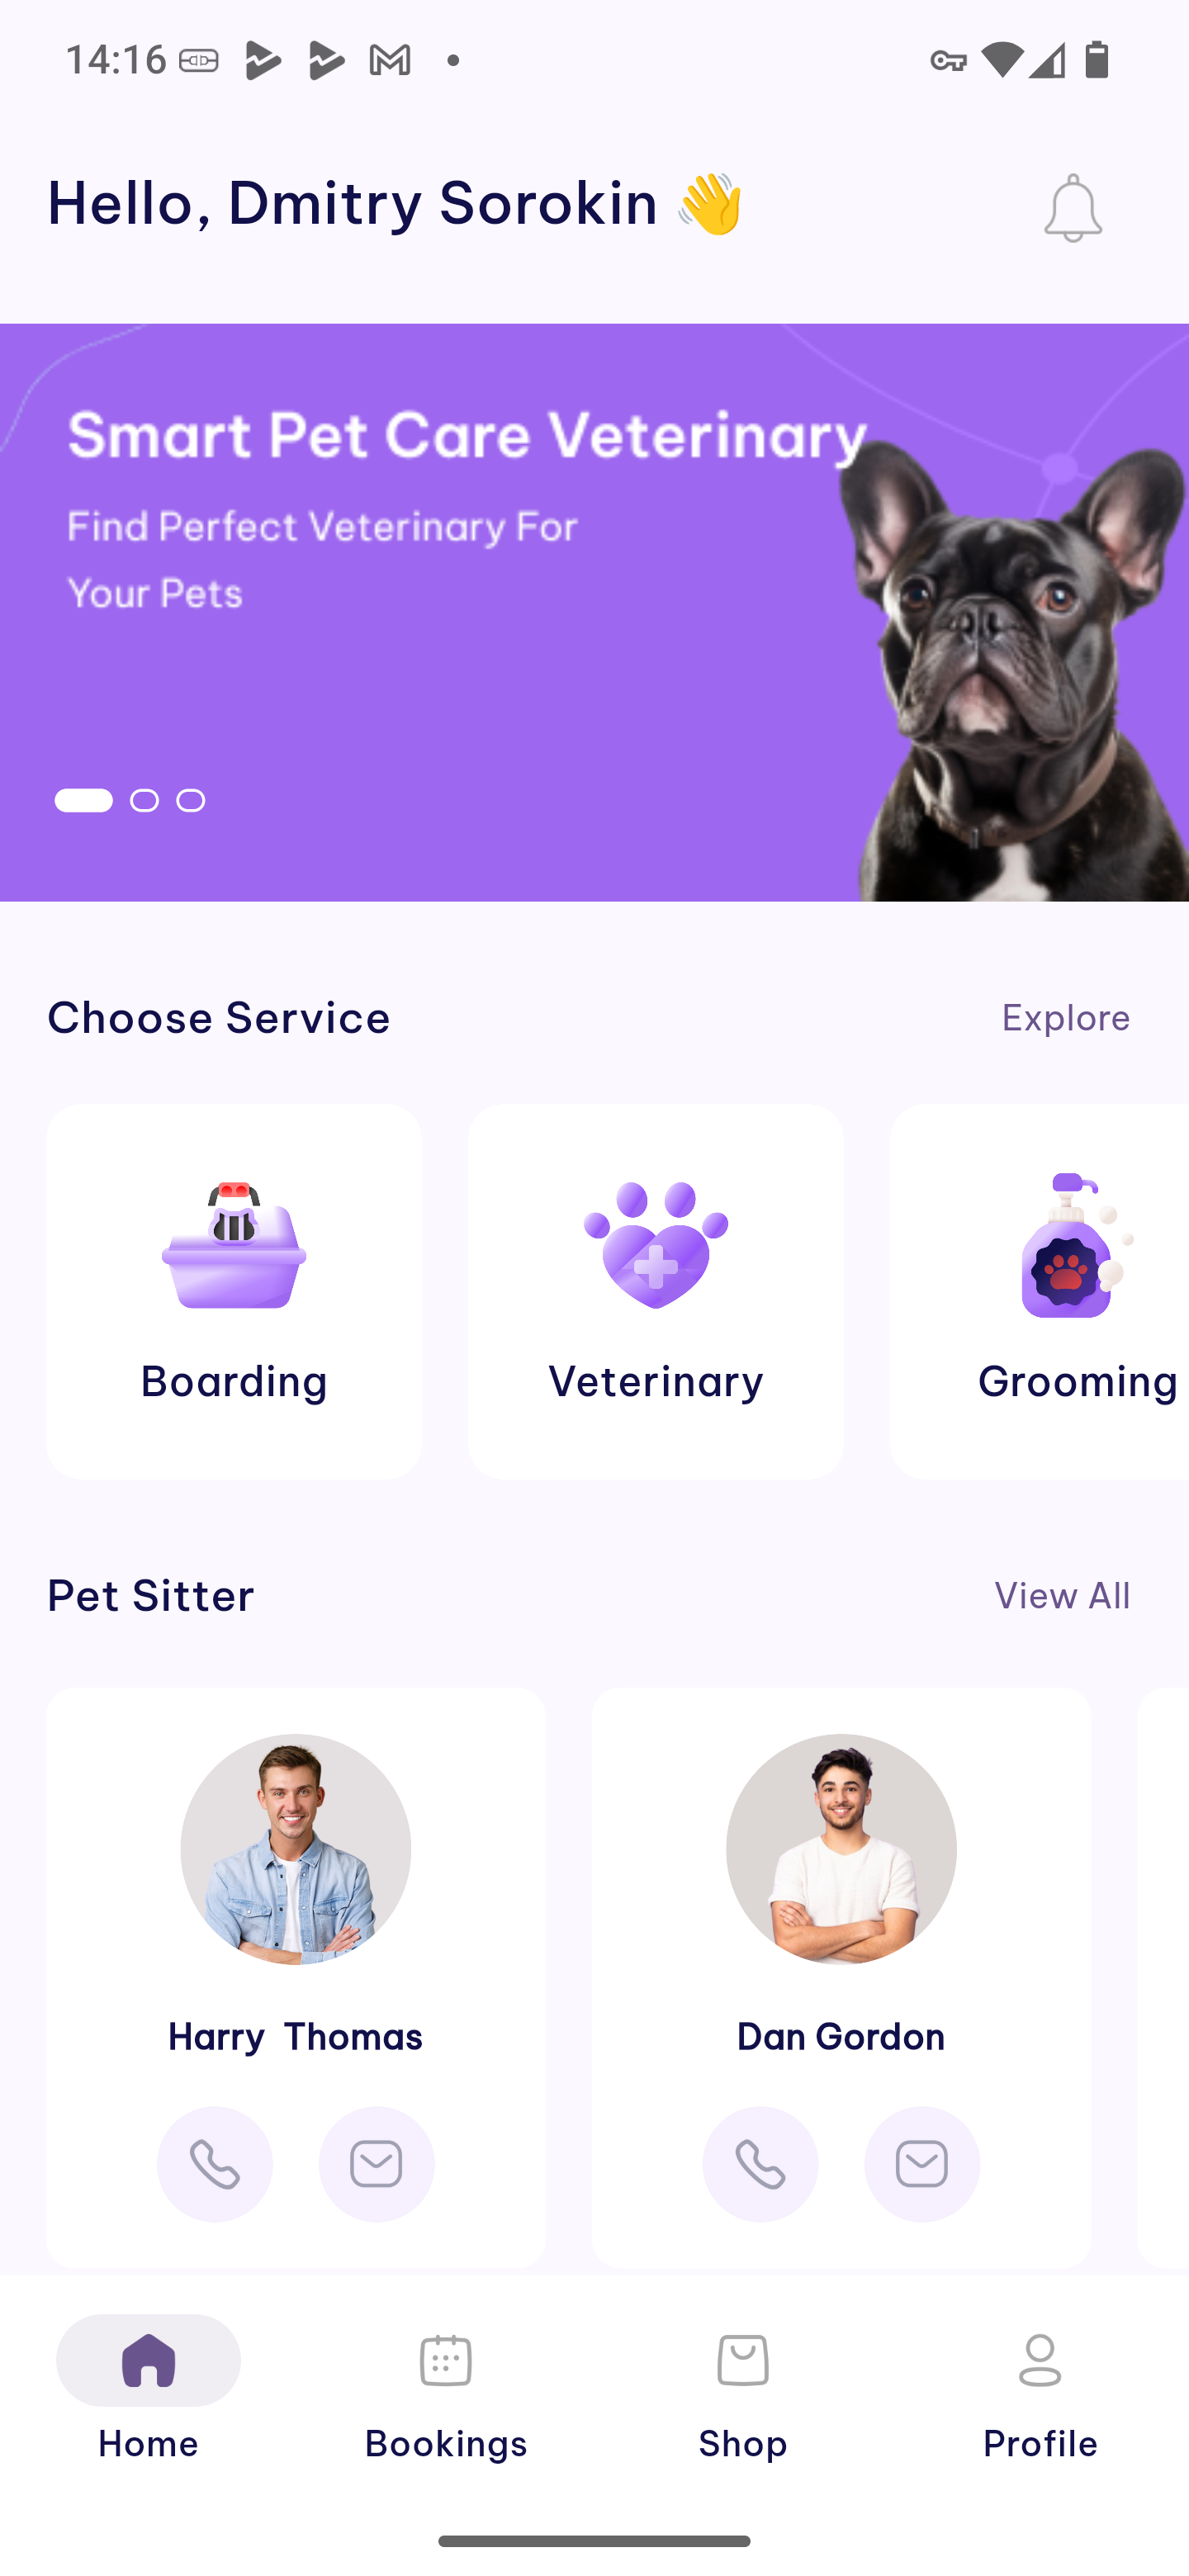 14:16
Hello, Dmitry Sorokin 👋
Smart Pet Care Veterinary
Find Perfect Veterinary For
Your Pets
Choose Service
Explore
Boarding
Veterinary
Grooming
Pet Sitter
View All
Harry  Thomas
Dan Gordon
Home
Bookings
Shop
Profile